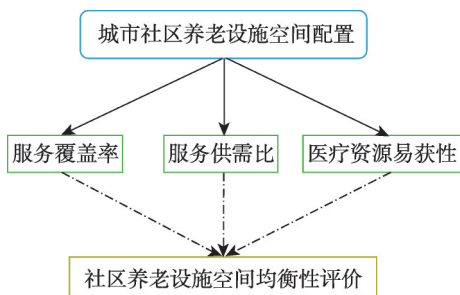 城市社区养老设施空间配置
服务覆盖率
服务供需比
医疗资源易获性
社区养老设施空间均衡性评价